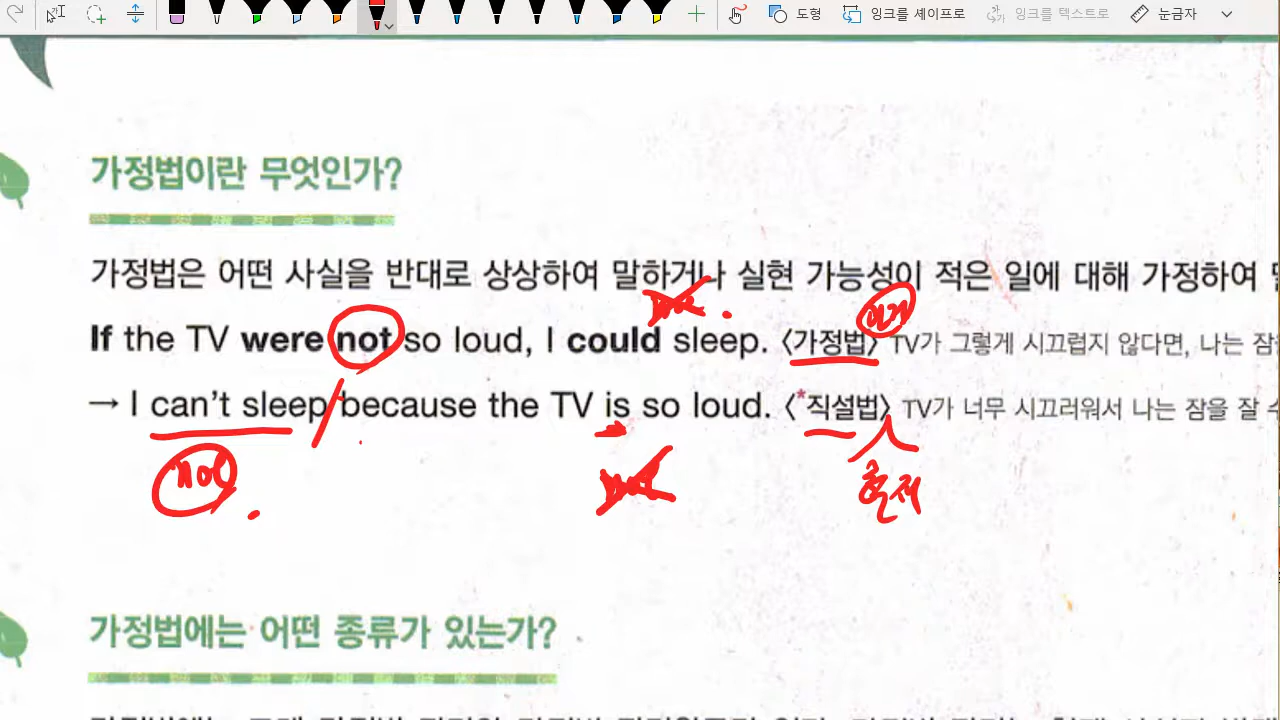 도형 잉크를 셰이프로 잉크를 텍스트로 눈금자
가정법이란 무엇인가?
가정법은 어떤 사실을 반대로 상상하여 말하거나 실현 가능성이 적은 일에 대해 가정하여
not
If the TV were not so loud, I could sleep. 〈가정법〉 TV가 그렇게 시끄럽지 않다면, 나는 잠
→ I can't sleep because the TV is so loud. 〈*직설법〉 TV가 너무 시끄러워서 나는 잠을 잘 수
not not 현재
가정법에는 어떤 종류가 있는가?